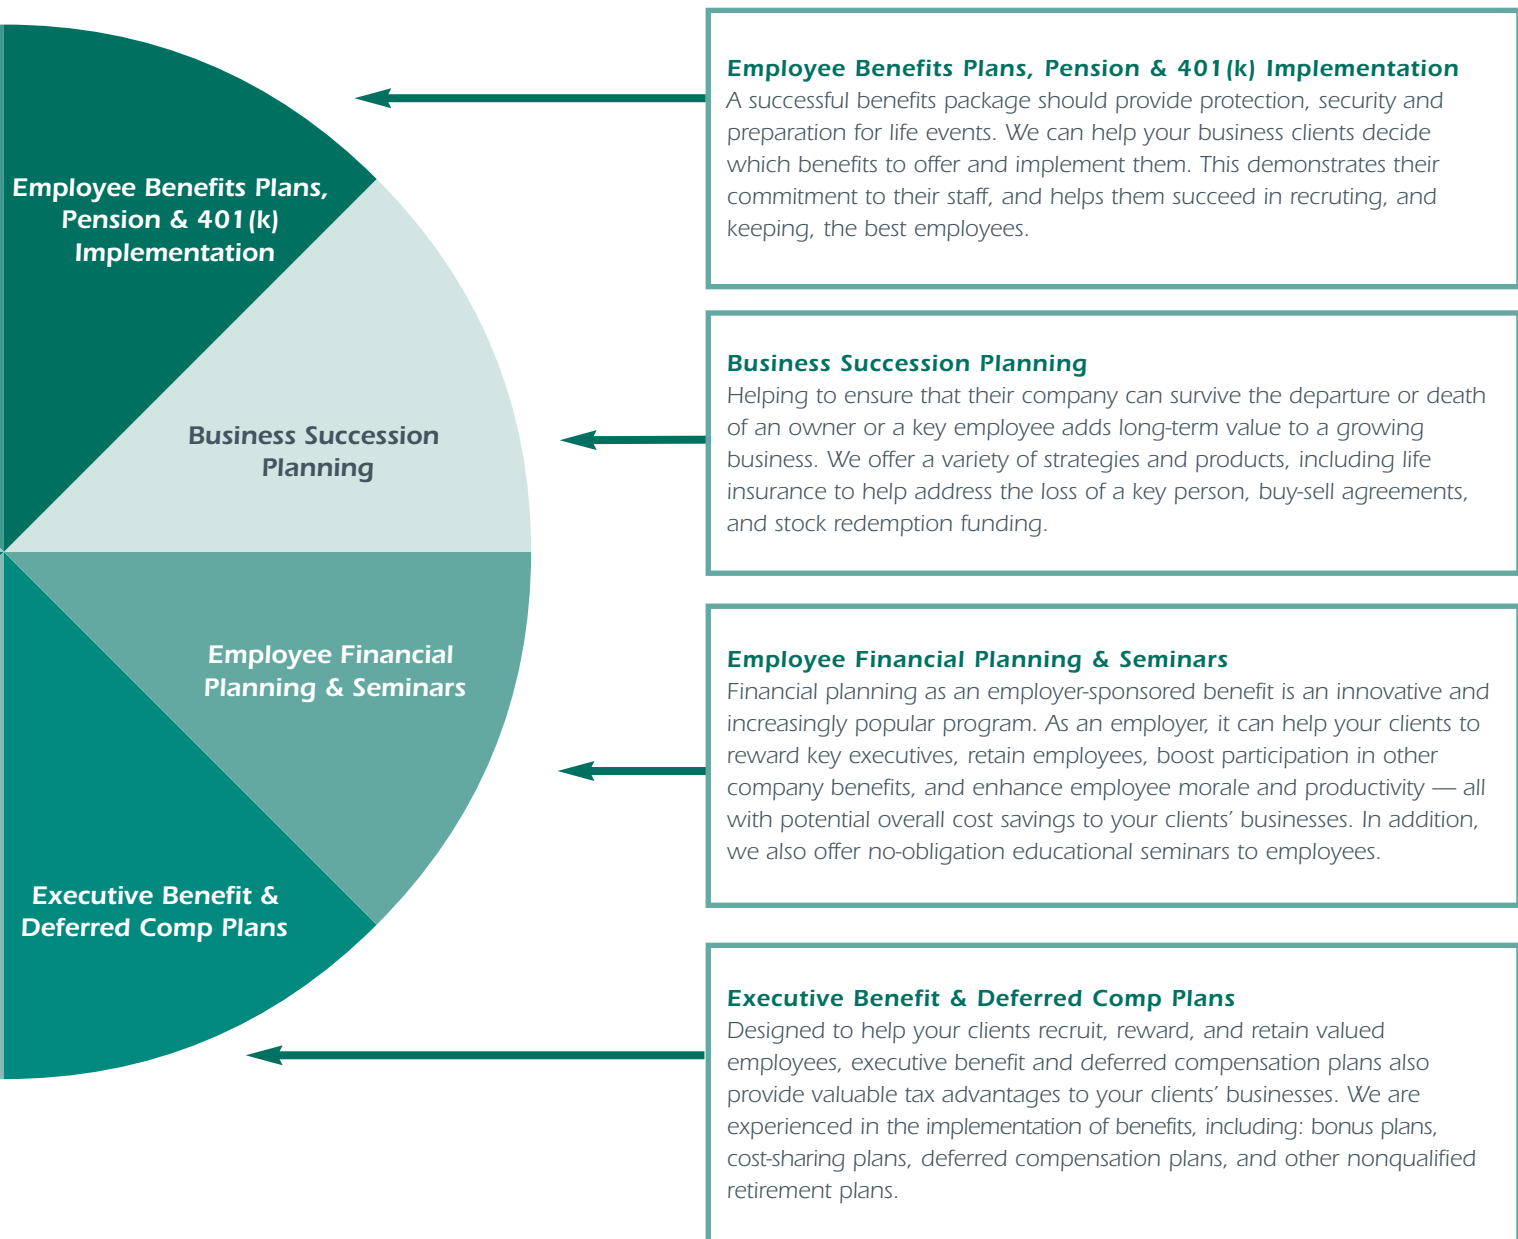 Employee Benefits Plans,
Pension & 401(k)
Implementation
Business Succession
Planning
Employee Financial
Planning & Seminars
Executive Benefit &
Deferred Comp Plans
Employee Benefits Plans, Pension & 401(k) Implementation
A successful benefits package should provide protection, security and
preparation for life events. We can help your business clients decide
which benefits to offer and implement them. This demonstrates their
commitment to their staff, and helps them succeed in recruting, and
keeping, the best employees.
Business Succession Planning
Helping to ensure that their company can survive the departure or death
of an owner or a key employee adds long-term value to a growing
business. We offer a variety of strategies and products, including life
insurance to help address the loss of a key person, buy-sell agreements,
and stock redemption funding.
Employee Financial Planning & Seminars
Financial planning as an employer-sponsored benefit is an innovative and
increasingly popular program. As an employer, it can help your clients to
reward key executives, retain employees, boost participation in other
company benefits, and enhance employee morale and productivity — all
with potential overall cost savings to your clients’ businesses. In addition,
we also offer no-obligation educational seminars to employees.
Executive Benefit & Deferred Comp Plans
Designed to help your clients recruit, reward, and retain valued
employees, executive benefit and deferred compensation plans also
provide valuable tax advantages to your clients’ businesses. We are
experienced in the implementation of benefits, including: bonus plans,
cost-sharing plans, deferred compensation plans, and other nonqualified
retirement plans.